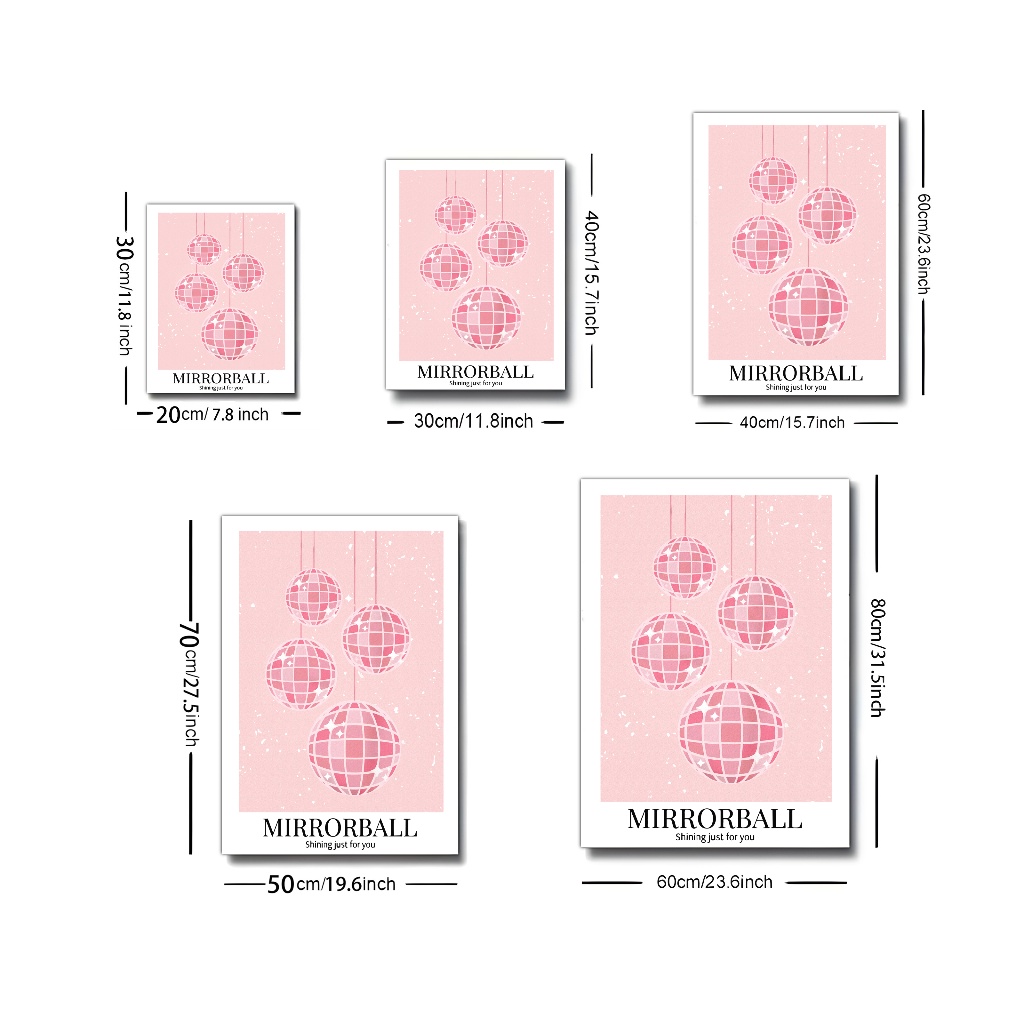 30cm/11.8 inch
MIRRORBALL
Shining just for you
20cm/ 7.8 inch
40cm/15.7inch
MIRRORBALL
Shining just for you
30cm/11.8inch
60cm/23.6inch
MIRRORBALL
Shining just for you
40cm/15.7inch
70cm/27.5inch
MIRRORBALL
Shining just for you
50cm/19.6inch
80cm/31.5inch
MIRRORBALL
Shining just for you
60cm/23.6inch